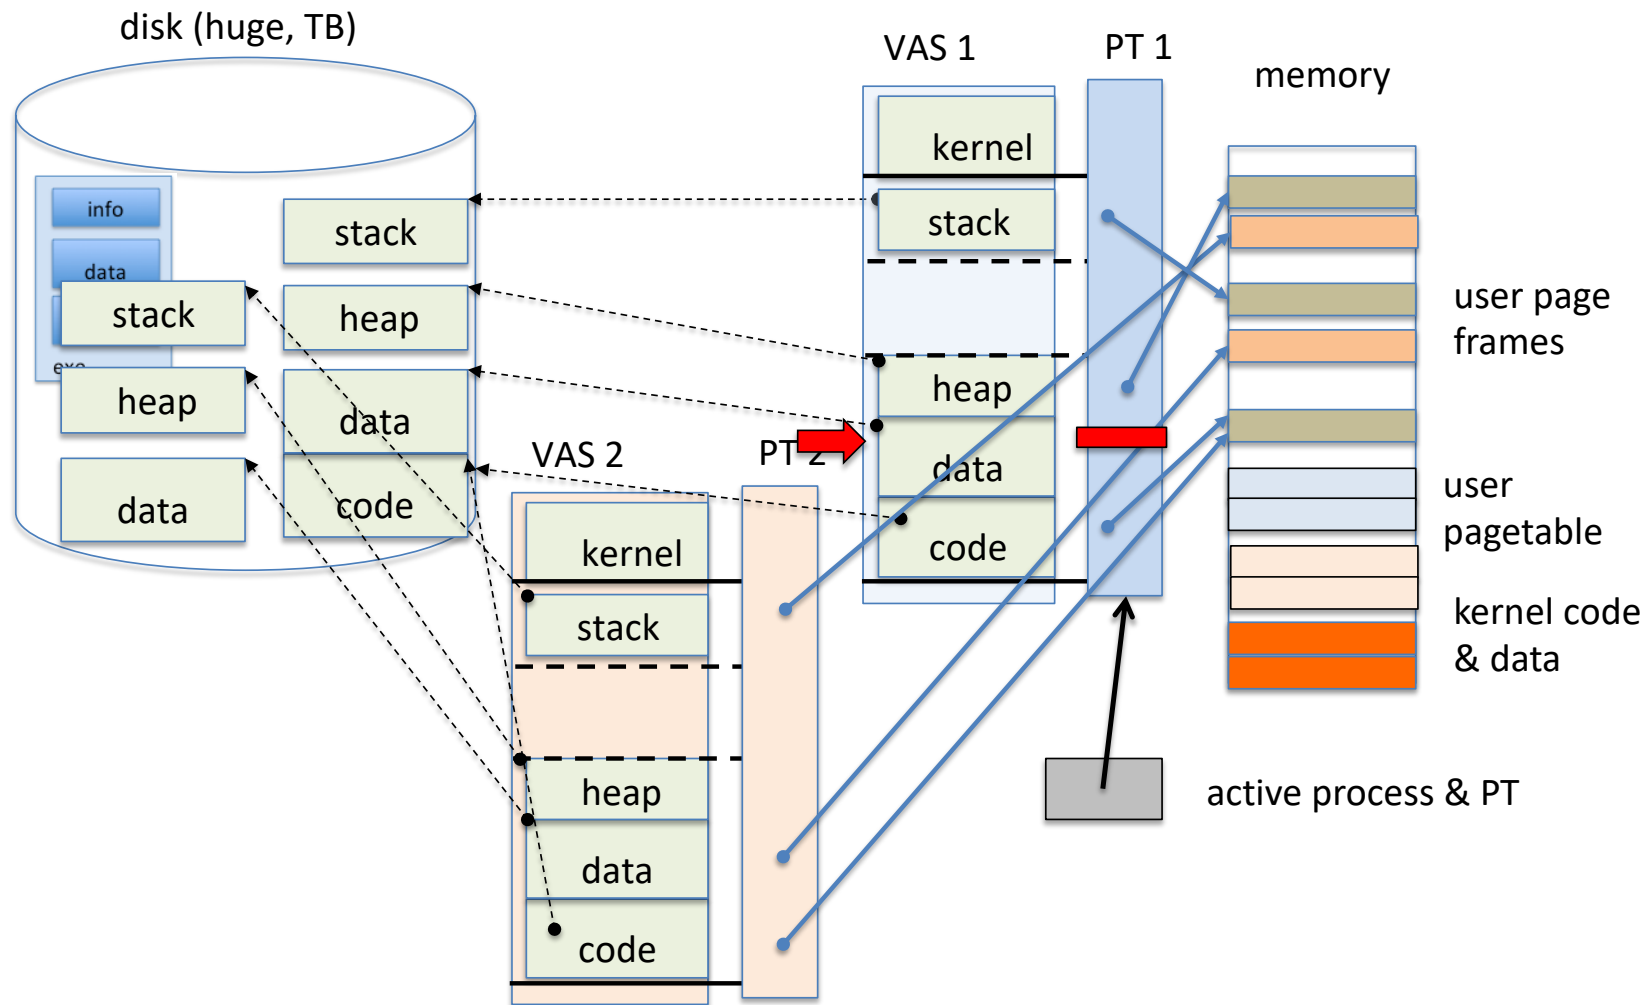 disk (huge, TB)
info
data
stack
heap
data
stack
heap
data
code
VAS 1
PT 1
kernel
stack
heap
data
code
VAS 2
PT 2
kernel
stack
heap
data
code
memory
user page
frames
user
pagetable
kernel code
& data
active process & PT